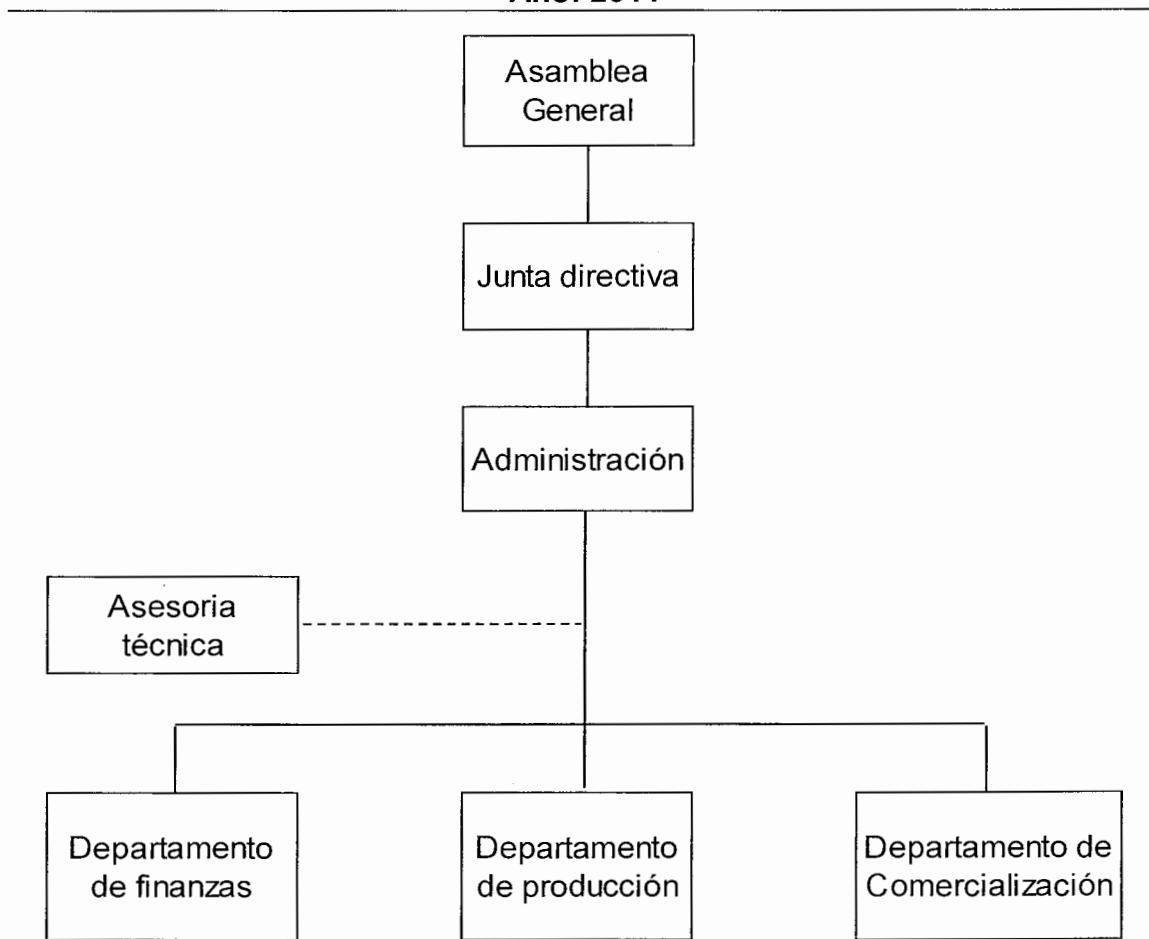 Asamblea
General
Junta directiva
Administración
Asesoria
técnica
Departamento
de finanzas
Departamento
de producción
Departamento de
Comercialización